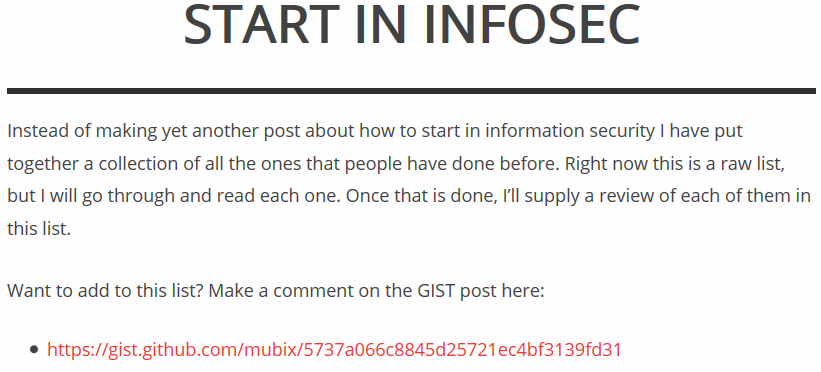 START IN INFOSEC
Instead of making yet another post about how to start in information security I have put
together a collection of all the ones that people have done before. Right now this is a raw list,
but I will go through and read each one. Once that is done, I’ll supply a review of each of them in
this list.
Want to add to this list? Make a comment on the GIST post here:
https://gist.github.com/mubix/5737a066c8845d25721ec4bf3139fd31